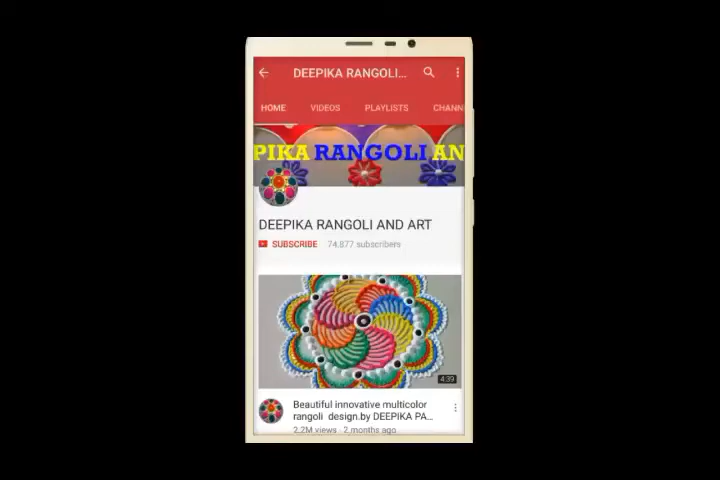 DEEPIKA RANGOLI...
HOME VIDEOS PLAYLISTS CHANN
PIKA RANGOLI AN
DEEPIKA RANGOLI AND ART
SUBSCRIBE 74,877 subscribers
4:39
Beautiful innovative multicolor
rangoli design.by DEEPIKA PA...
2.2M views · 2 months ago